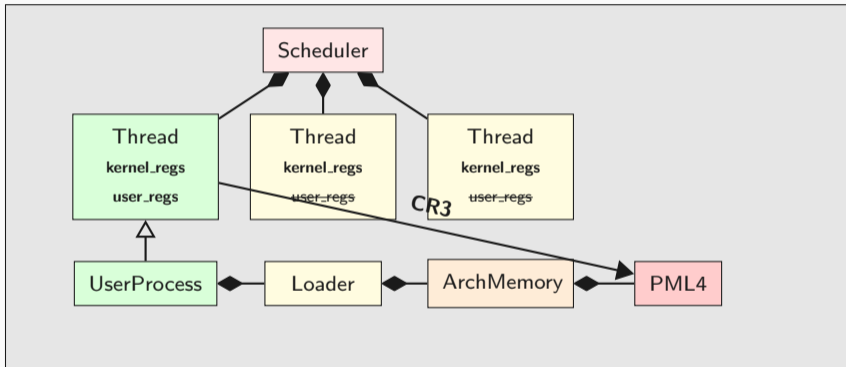 Scheduler
Thread
kernel_regs
user_regs
Thread
kernel_regs
user_regs
Thread
kernel_regs
user_regs
CR3
UserProcess
Loader
ArchMemory
PML4